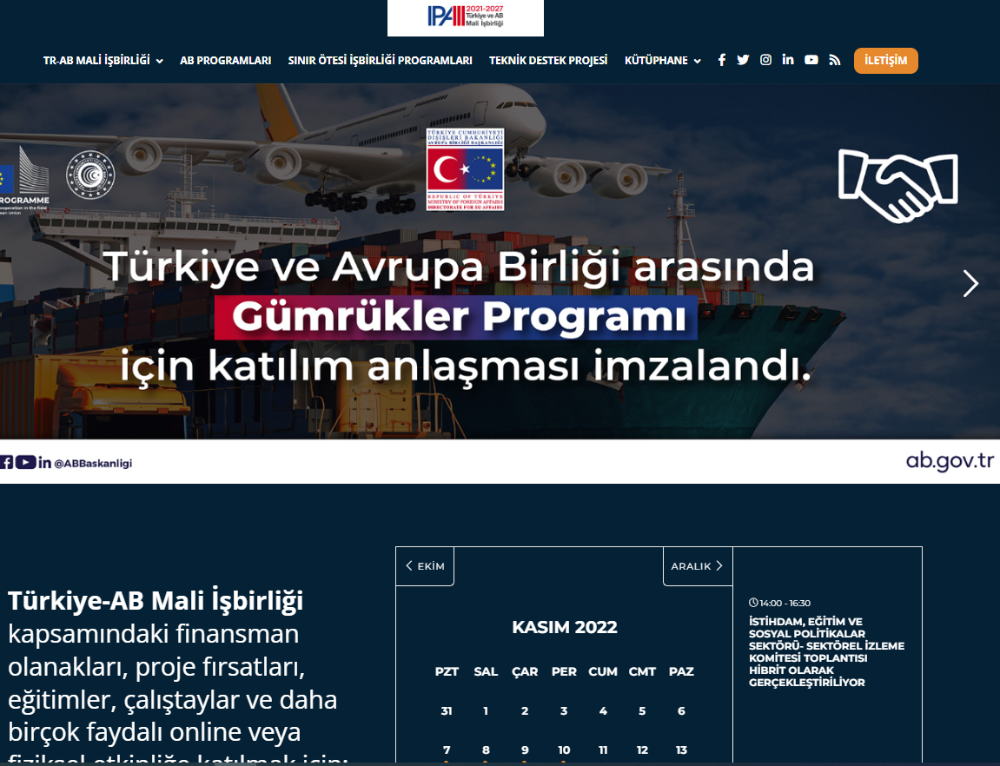 IPA III 2021-2027
Türkiye ve AB
Mali İşbirliği
TR-AB MALİ İŞBİRLİĞİ
AB PROGRAMLARI
SINIR ÖTESİ İŞBİRLİĞİ PROGRAMLARI
TEKNİK DESTEK PROJESİ
KÜTÜPHANE
İLETİŞİM
TÜRKİYE CUMHURİYETİ
DIŞİŞLERİ BAKANLIĞI
AVRUPA BİRLİĞİ BAŞKANLIĞI
REPUBLIC OF TÜRKİYE
MINISTRY OF FOREIGN AFFAIRS
DIRECTORATE FOR EU AFFAIRS
ROGRAMME
ooperation in the field
ean Union
Türkiye ve Avrupa Birliği arasında
Gümrükler Programı
için katılım anlaşması imzalandı.
@ABBaskanligi
ab.gov.tr
Türkiye-AB Mali İşbirliği
kapsamındaki finansman
olanakları, proje fırsatları,
eğitimler, çalıştaylar ve daha
birçok faydalı online veya
fiziksel etkinliğe katılmak için:
EKİM
ARALIK
KASIM 2022
PZT SAL ÇAR PER CUM CMT PAZ
31 1 2 3 4 5 6
7 8 9 10 11 12 13
14:00 - 16:30
İSTİHDAM, EĞİTİM VE
SOSYAL POLİTİKALAR
SEKTÖRÜ- SEKTÖREL İZLEME
KOMİTESİ TOPLANTISI
HİBRİT OLARAK
GERÇEKLEŞTİRİLİYOR